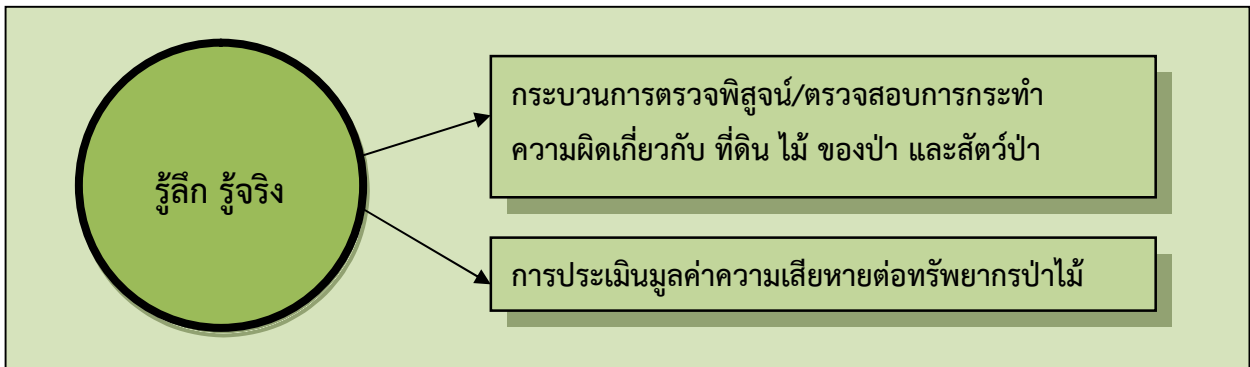 รู้ลึก รู้จริง
กระบวนการตรวจพิสูจน์/ตรวจสอบการกระทำ
ความผิดเกี่ยวกับ ที่ดิน ไม้ ของป่า และสัตว์ป่า
การประเมินมูลค่าความเสียหายต่อทรัพยากรป่าไม้